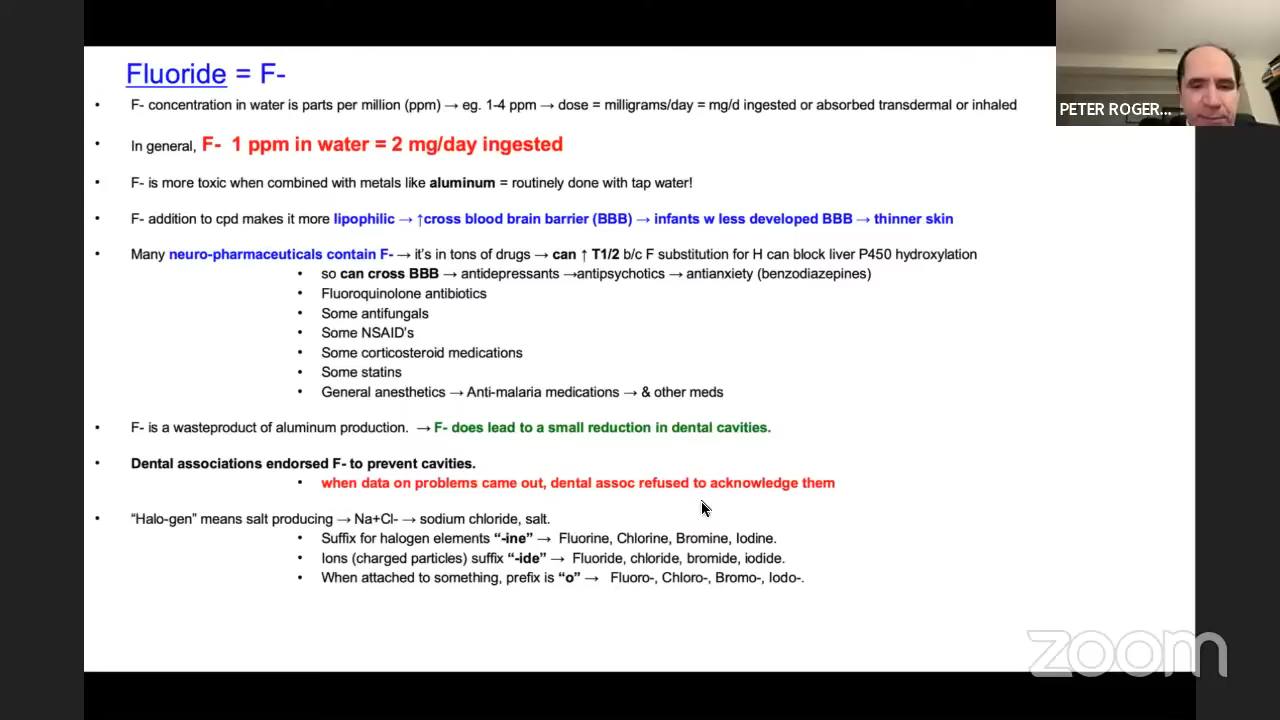 Fluoride = F-
PETER ROGER...
• F- concentration in water is parts per million (ppm) → eg. 1-4 ppm → dose = milligrams/day = mg/d ingested or absorbed transdermal or inhaled
• In general, F- 1 ppm in water = 2 mg/day ingested
• F- is more toxic when combined with metals like aluminum = routinely done with tap water!
• F- addition to cpd makes it more lipophilic → ↑cross blood brain barrier (BBB) → infants w less developed BBB → thinner skin
• Many neuro-pharmaceuticals contain F- → it's in tons of drugs → can ↑ T1/2 b/c F substitution for H can block liver P450 hydroxylation
• so can cross BBB → antidepressants →antipsychotics → antianxiety (benzodiazepines)
• Fluoroquinolone antibiotics
• Some antifungals
• Some NSAID's
• Some corticosteroid medications
• Some statins
• General anesthetics → Anti-malaria medications → & other meds
• F- is a wasteproduct of aluminum production. → F- does lead to a small reduction in dental cavities.
• Dental associations endorsed F- to prevent cavities.
• when data on problems came out, dental assoc refused to acknowledge them
• “Halo-gen” means salt producing → Na+Cl- → sodium chloride, salt.
• Suffix for halogen elements “-ine” → Fluorine, Chlorine, Bromine, Iodine.
• Ions (charged particles) suffix “-ide” → Fluoride, chloride, bromide, iodide.
• When attached to something, prefix is “o” → Fluoro-, Chloro-, Bromo-, Iodo-.
zoom